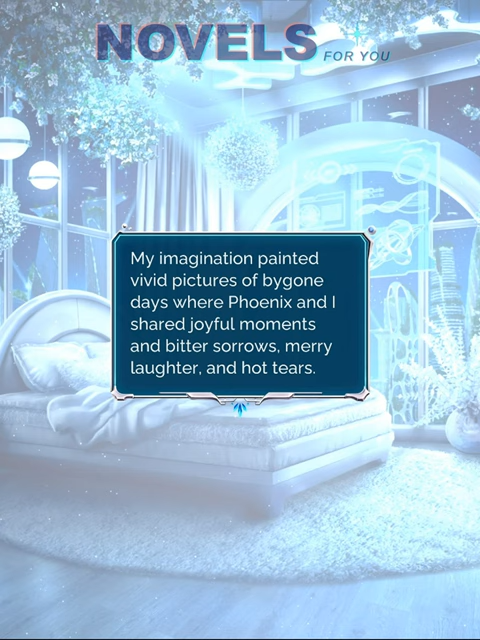 NOVELS
FOR YOU
My imagination painted
vivid pictures of bygone
days where Phoenix and I
shared joyful moments
and bitter sorrows, merry
laughter, and hot tears.